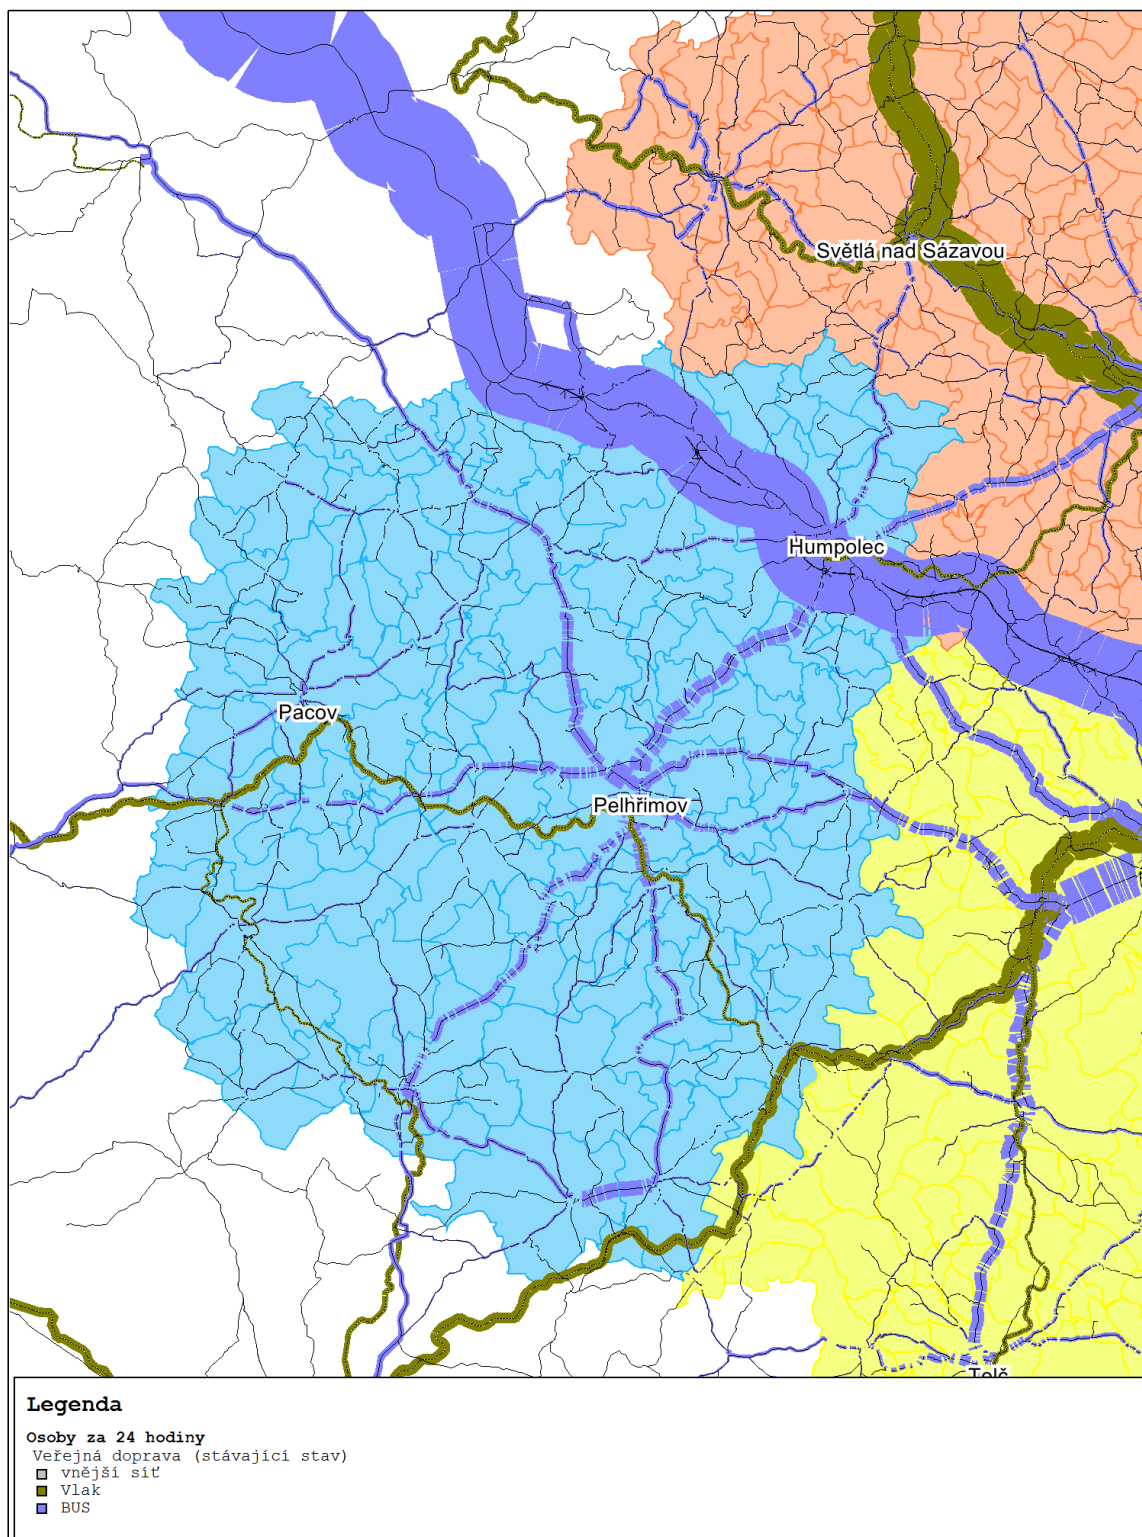 Světlá nad Sázavou
Humpolec
Pacov
Pelhřimov
Telč
Legenda
Osoby za 24 hodiny
Veřejná doprava (stávající stav)
vnější síť
Vlak
BUS